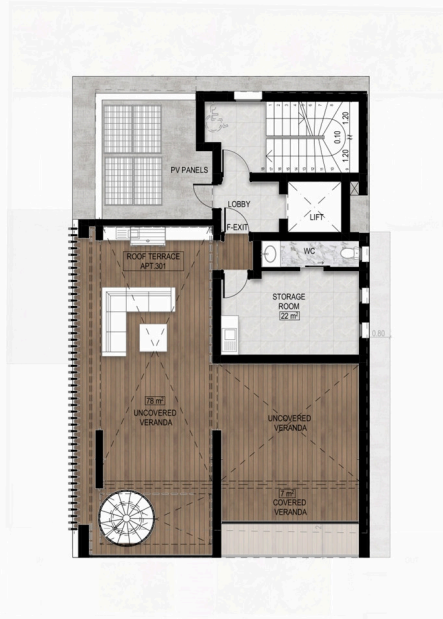 1.20
0.10
1.20
PV PANELS
LOBBY
LIFT
F-EXIT
WC
ROOF TERRACE
APT.301
STORAGE
ROOM
22 m²
0.60
78 m²
UNCOVERED
VERANDA
UNCOVERED
VERANDA
7 m²
COVERED
VERANDA